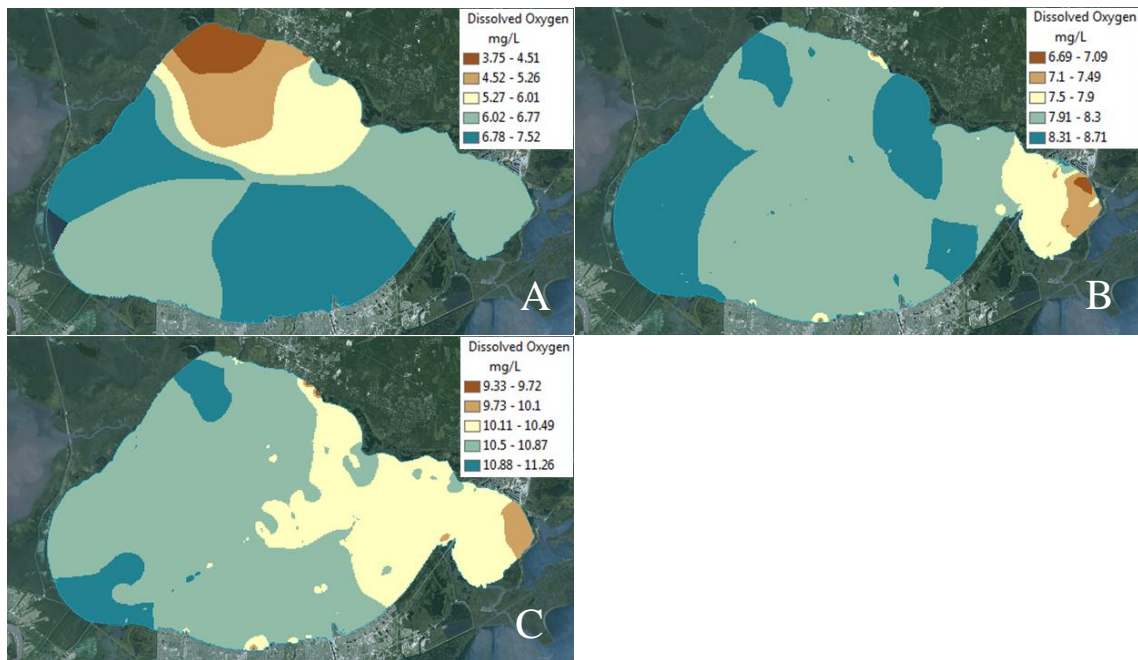 Dissolved Oxygen
mg/L
3.75 - 4.51
4.52 - 5.26
5.27 - 6.01
6.02 - 6.77
6.78 - 7.52
A
Dissolved Oxygen
mg/L
6.69 - 7.09
7.1 - 7.49
7.5 - 7.9
7.91 - 8.3
8.31 - 8.71
B
Dissolved Oxygen
mg/L
9.33 - 9.72
9.73 - 10.1
10.11 - 10.49
10.5 - 10.87
10.88 - 11.26
C